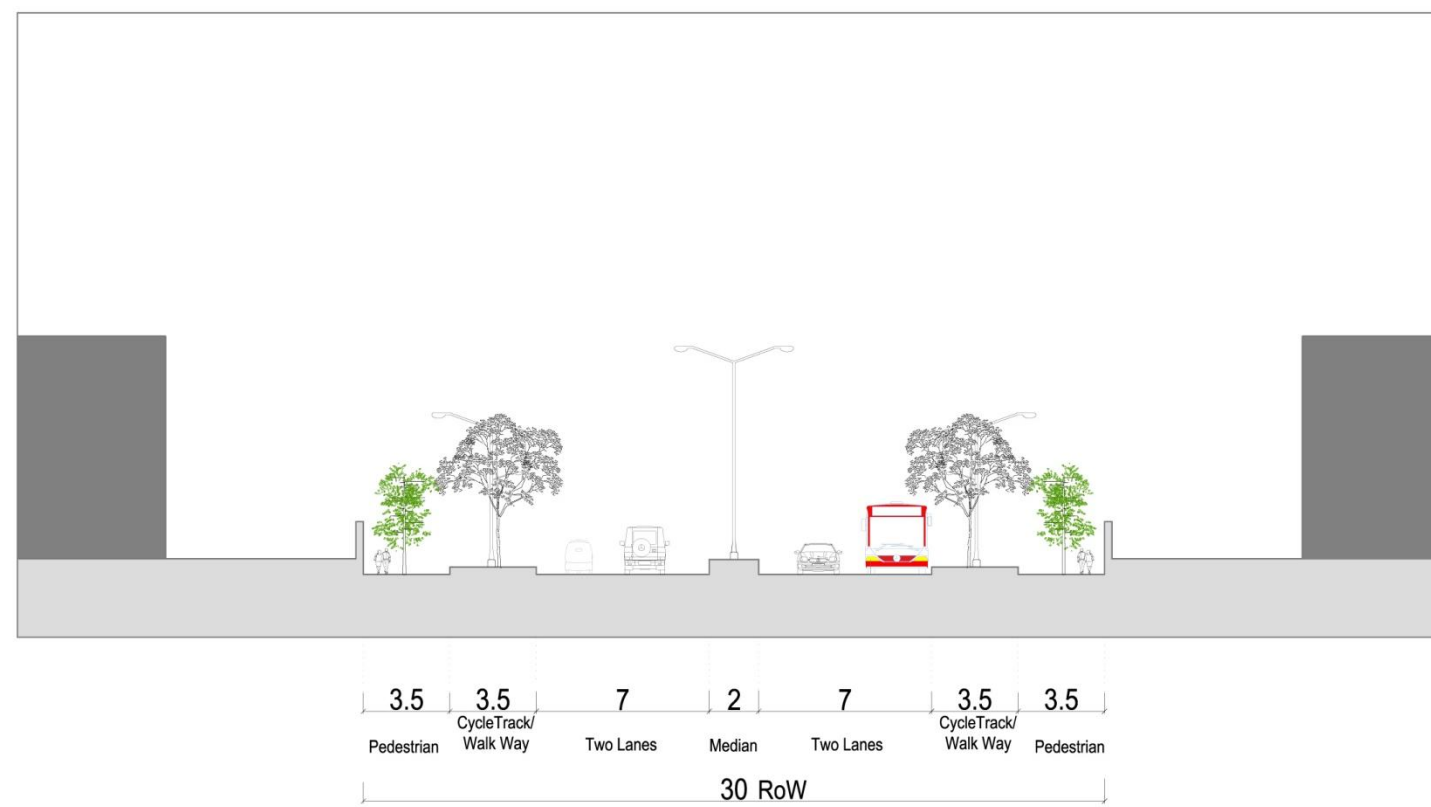 3.5 3.5 7 2 7 3.5 3.5
Pedestrian CycleTrack/ Two Lanes Median Two Lanes CycleTrack/ Pedestrian
Walk Way Walk Way
30 RoW